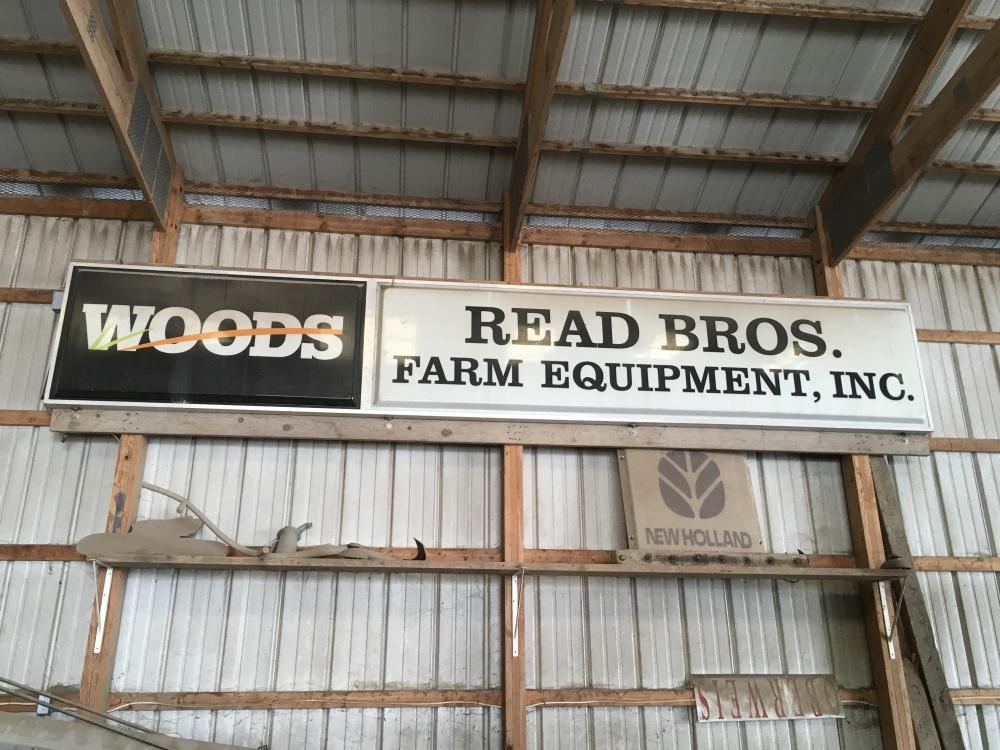 WOODS
READ BROS.
FARM EQUIPMENT, INC.
NEW HOLLAND